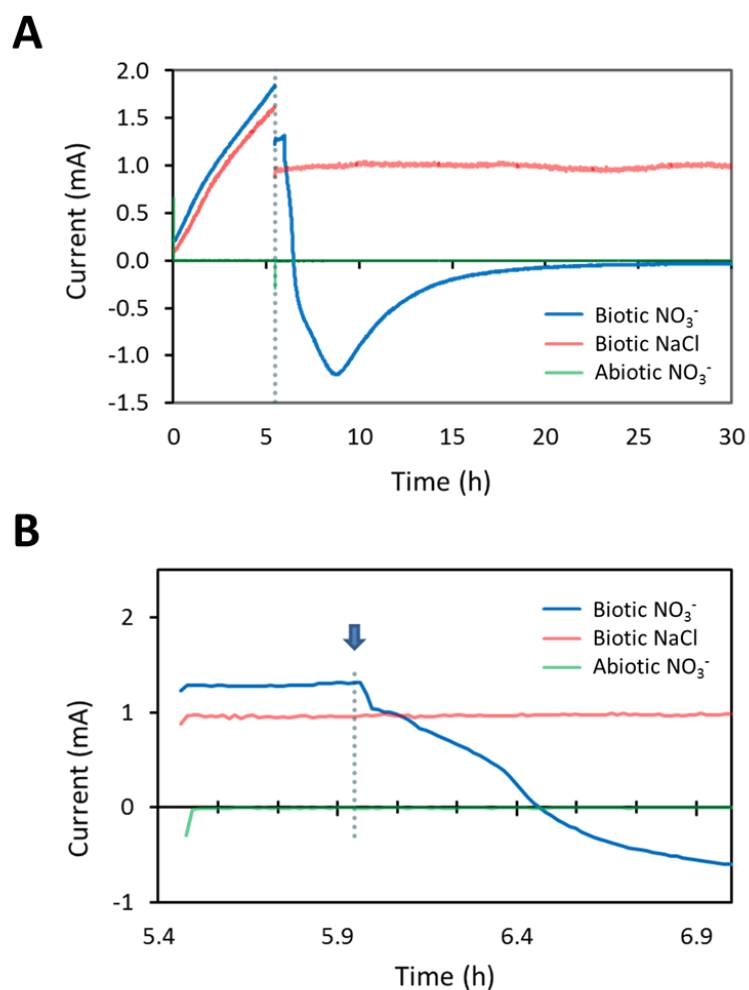 A
Current (mA)
2.0
1.5
1.0
0.5
0.0
-0.5
-1.0
-1.5
Biotic NO₃⁻
Biotic NaCl
Abiotic NO₃⁻
0 5 10 15 20 25 30
Time (h)
B
Current (mA)
2
1
0
-1
Biotic NO₃⁻
Biotic NaCl
Abiotic NO₃⁻
5.4 5.9 6.4 6.9
Time (h)